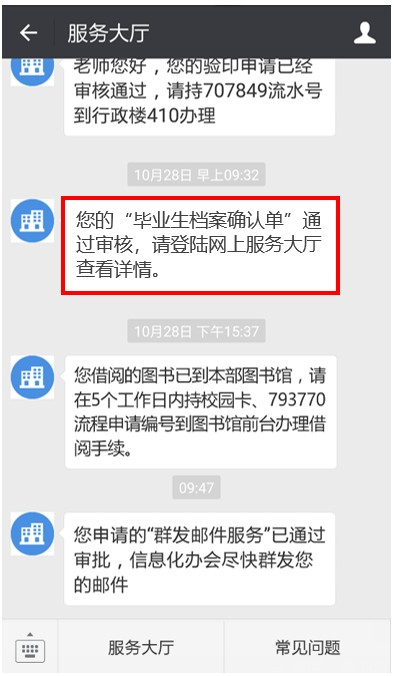 服务大厅
老师您好，您的验印申请已经
审核通过，请持707849流水号
到行政楼410办理
10月28日 早上09:32
您的“毕业生档案确认单”通
过审核，请登陆网上服务大厅
查看详情。
10月28日 下午15:37
您借阅的图书已到本部图书馆，请
在5个工作日内持校园卡、793770
流程申请编号到图书馆前台办理借
阅手续。
09:47
您申请的“群发邮件服务”已通过
审批，信息化办会尽快群发您
的邮件
服务大厅
常见问题